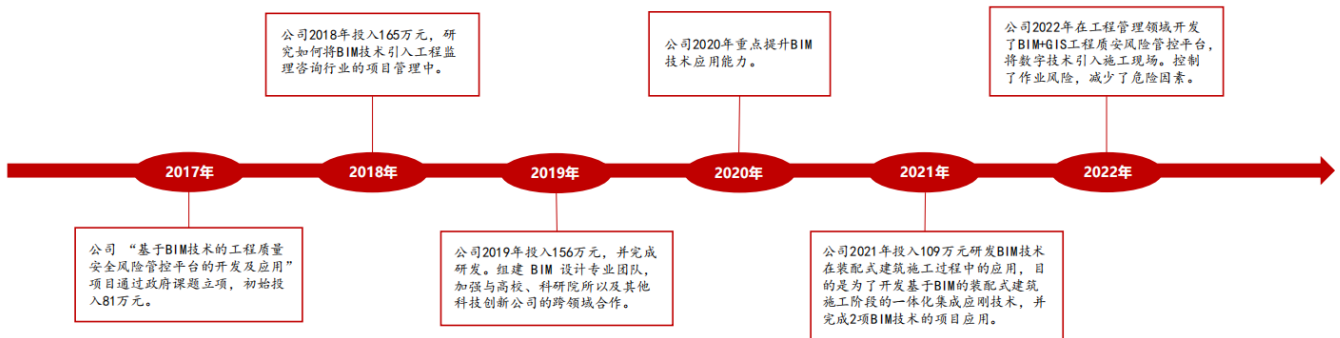 公司2018年投入165万元，研
究如何将BIM技术引入工程监
理咨询行业的项目管理中。
公司2020年重点提升BIM
技术应用能力。
公司2022年在工程管理领域开发
了BIM+GIS工程质安风险管控平台，
将数字技术引入施工现场。控制
了作业风险，减少了危险因素。
2017年
2018年
2019年
2020年
2021年
2022年
公司 “基于BIM技术的工程质量
安全风险管控平台的开发及应用”
项目通过政府课题立项，初始投
入81万元。
公司2019年投入156万元，并完成
研发。组建 BIM 设计专业团队，
加强与高校、科研院所以及其他
科技创新公司的跨领域合作。
公司2021年投入109万元研发BIM技术
在装配式建筑施工过程中的应用，目
的是为了开发基于BIM的装配式建筑
施工阶段的一体化集成应刚技术，并
完成2项BIM技术的项目应用。